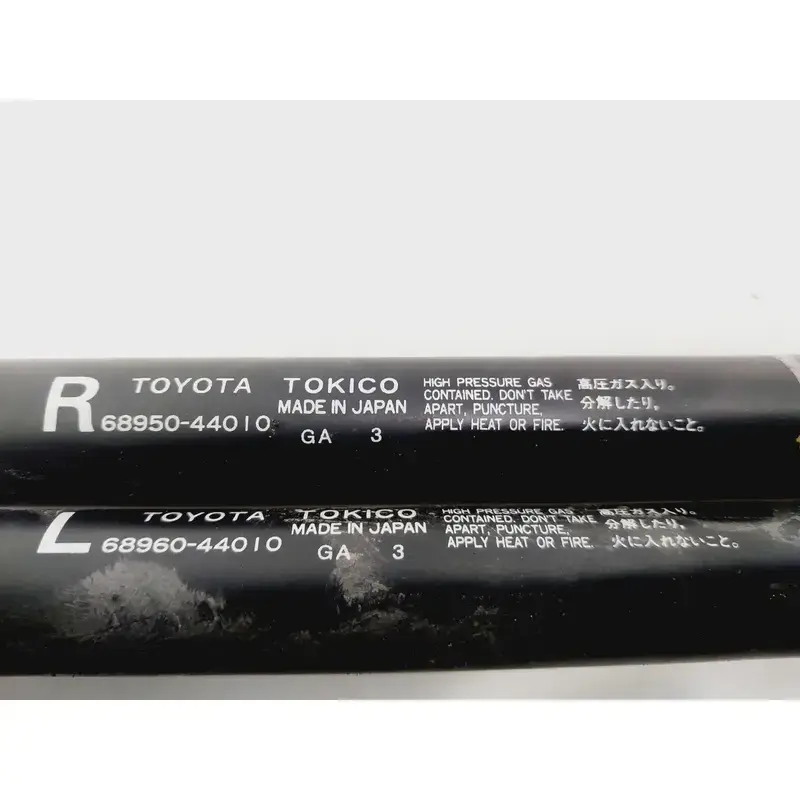 R TOYOTA TOKICO HIGH PRESSURE GAS 高圧ガス入り。
68950-44010 MADE IN JAPAN CONTAINED. DON'T TAKE 分解したり,
GA 3 APART, PUNCTURE, 火に入れないこと。
APPLY HEAT OR FIRE.
L TOYOTA TOKICO HIGH PRESSURE GAS 高圧ガス入り。
68960-44010 MADE IN JAPAN CONTAINED. DON'T TAKE 分解したり,
GA 3 APART, PUNCTURE, 火に入れないこと。
APPLY HEAT OR FIRE.